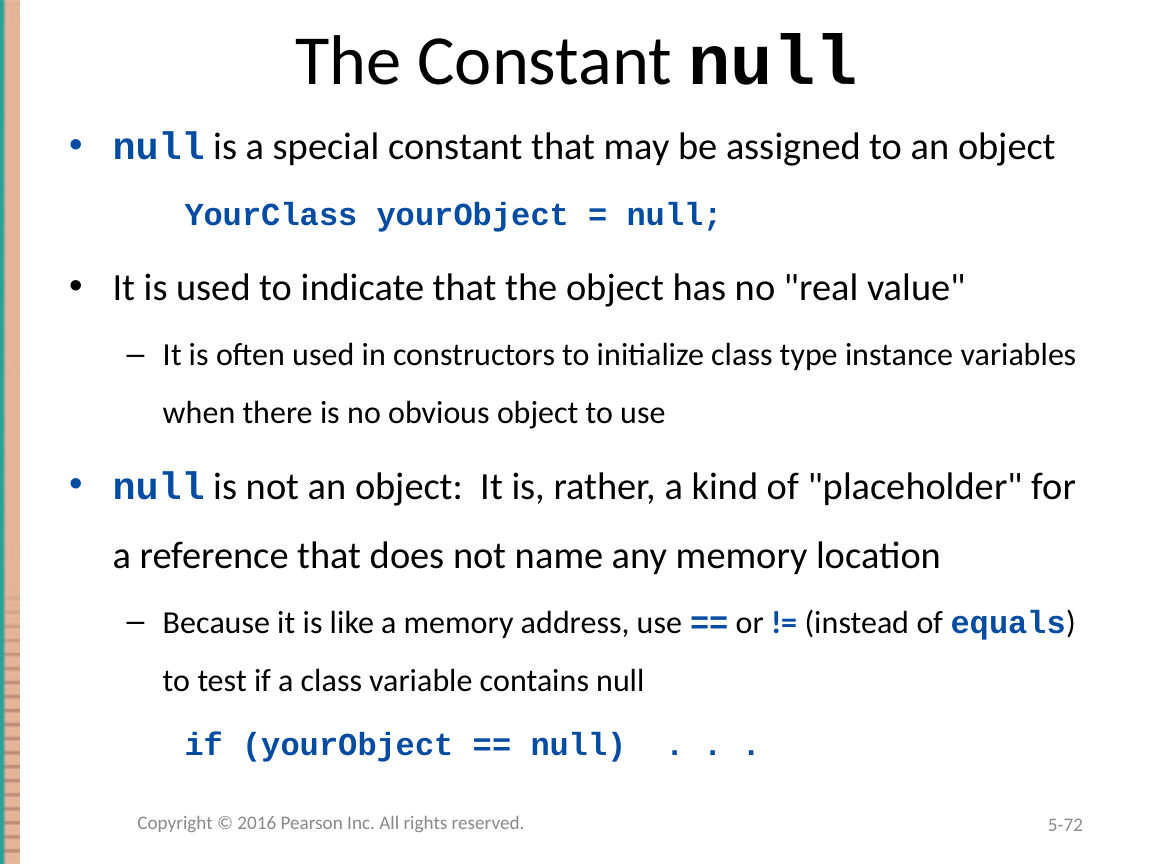 The Constant null
• null is a special constant that may be assigned to an object
YourClass yourObject = null;
• It is used to indicate that the object has no "real value"
– It is often used in constructors to initialize class type instance variables
when there is no obvious object to use
• null is not an object:  It is, rather, a kind of "placeholder" for
a reference that does not name any memory location
– Because it is like a memory address, use == or != (instead of equals)
to test if a class variable contains null
if (yourObject == null)  . . .
Copyright © 2016 Pearson Inc. All rights reserved.
5-72